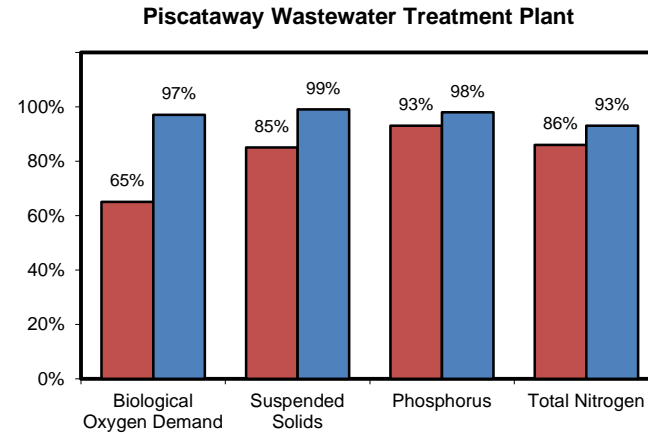 Piscataway Wastewater Treatment Plant
97%
99%
93%
98%
93%
100%
85%
86%
80%
65%
60%
40%
20%
0%
Biological
Oxygen Demand
Suspended
Solids
Phosphorus
Total Nitrogen